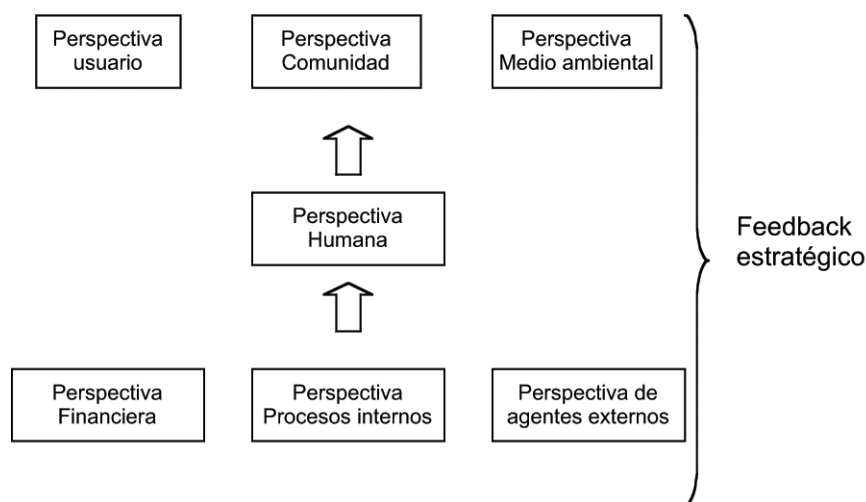 Perspectiva
usuario
Perspectiva
Comunidad
Perspectiva
Medio ambiental
Perspectiva
Humana
Feedback
estratégico
Perspectiva
Financiera
Perspectiva
Procesos internos
Perspectiva de
agentes externos